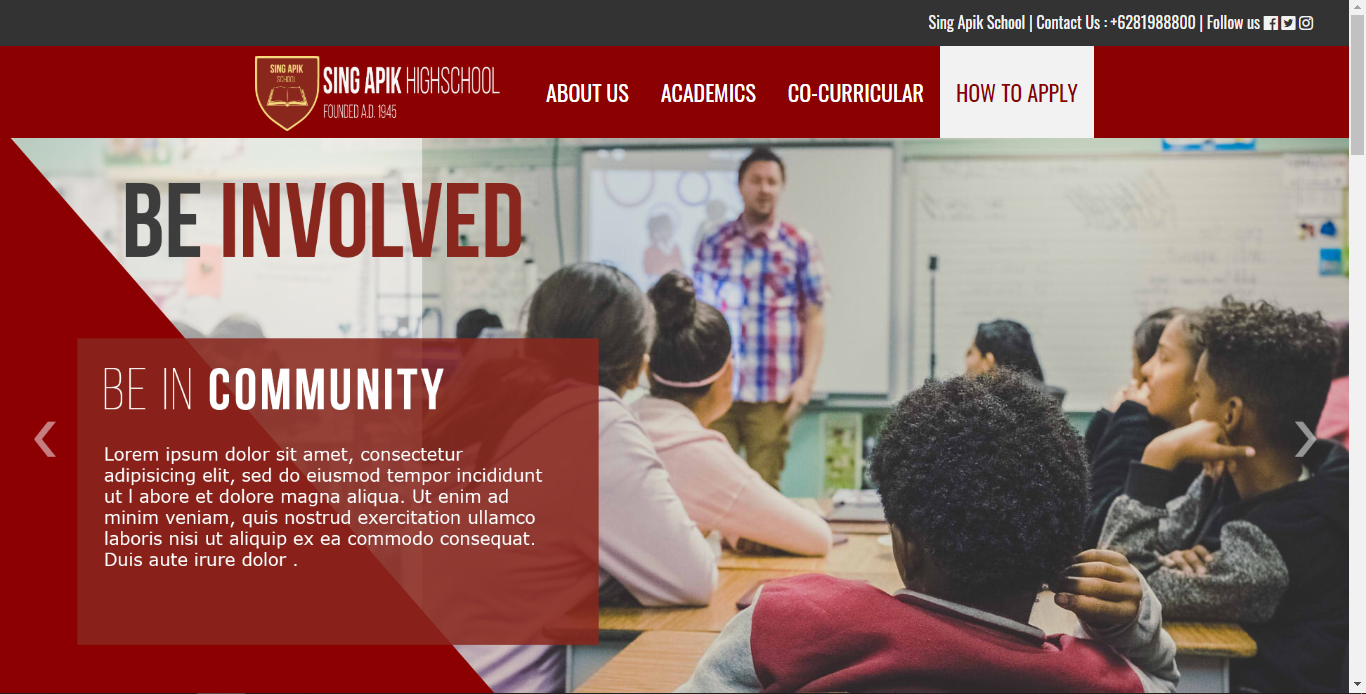 Sing Apik School | Contact Us : +6281988800 | Follow us
SING APIK
SCHOOL
SING APIK HIGHSCHOOL
FOUNDED A.D. 1945
ABOUT US
ACADEMICS
CO-CURRICULAR
HOW TO APPLY
BE INVOLVED
BE IN COMMUNITY
Lorem ipsum dolor sit amet, consectetur
adipisicing elit, sed do eiusmod tempor incididunt
ut l abore et dolore magna aliqua. Ut enim ad
minim veniam, quis nostrud exercitation ullamco
laboris nisi ut aliquip ex ea commodo consequat.
Duis aute irure dolor .